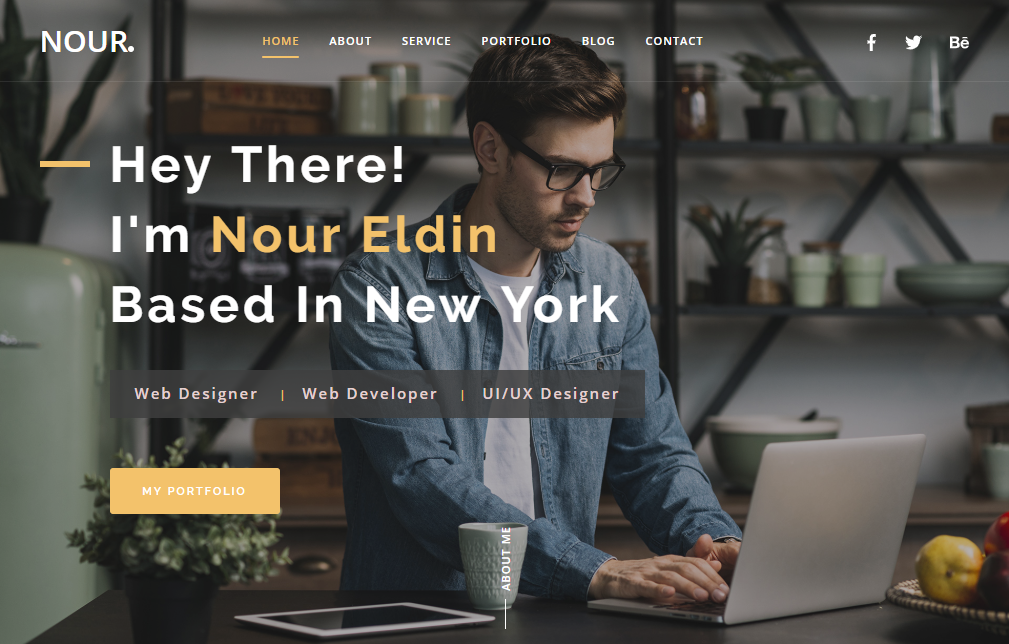 NOUR.
HOME ABOUT SERVICE PORTFOLIO BLOG CONTACT
Bē
Hey There!
I'm Nour Eldin
Based In New York
Web Designer | Web Developer | UI/UX Designer
MY PORTFOLIO
ABOUT ME